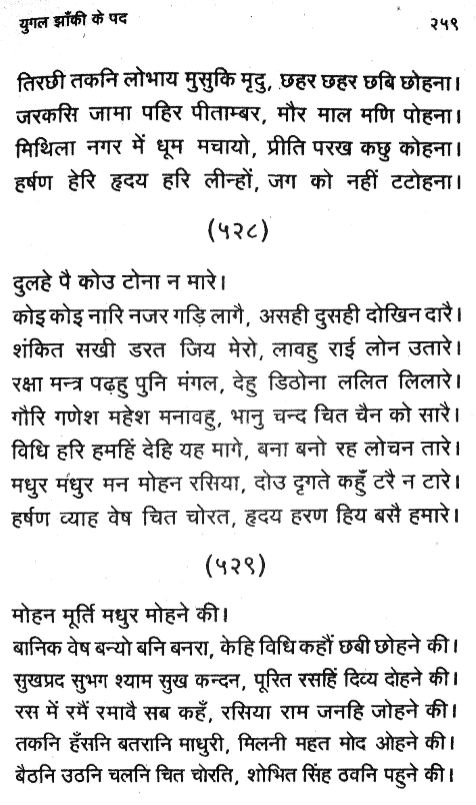 युगल झाँकी के पद
२५९
तिरछी तकनि लोभाय मुसुकि मृदु, छहर छहर छबि छोहना।
जरकसि जामा पहिर पीताम्बर, मौर माल मणि पोहना।
मिथिला नगर में धूम मचायो, प्रीति परख कछु कोहना।
हर्षण हेरि हृदय हरि लीन्हों, जग को नहीं टटोहना।
(५२८)
दुलहे पै कोउ टोना न मारे।
कोइ कोइ नारि नजर गड़ि लागै, असही दुसही दोखिन दारै।
शंकित सखी डरत जिय मेरो, लावहु राई लोन उतारे।
रक्षा मन्त्र पढ़हु पुनि मंगल, देहु डिठोना ललित लिलारे।
गौरि गणेश महेश मनावहु, भानु चन्द चित चैन को सारै।
विधि हरि हमहिं देहि यह मागे, बना बनो रह लोचन तारे।
मधुर मधुर मन मोहन रसिया, दोउ दृगते कहुँ टरै न टारे।
हर्षण व्याह वेष चित चोरत, हृदय हरण हिय बसै हमारे।
(५२९)
मोहन मूर्ति मधुर मोहने की।
बानिक वेष बन्यो बनि बनरा, केहि विधि कहौं छबी छोहने की।
सुखप्रद सुभग श्याम सुख कन्दन, पूरित रसहिं दिव्य दोहने की।
रस में रमैं रमावै सब कहँ, रसिया राम जनहि जोहने की।
तकनि हँसनि बतरानि माधुरी, मिलनी महत मोद ओहने की।
बैठनि उठनि चलनि चित चोरति, शोभित सिंह ठवनि पहुने की।